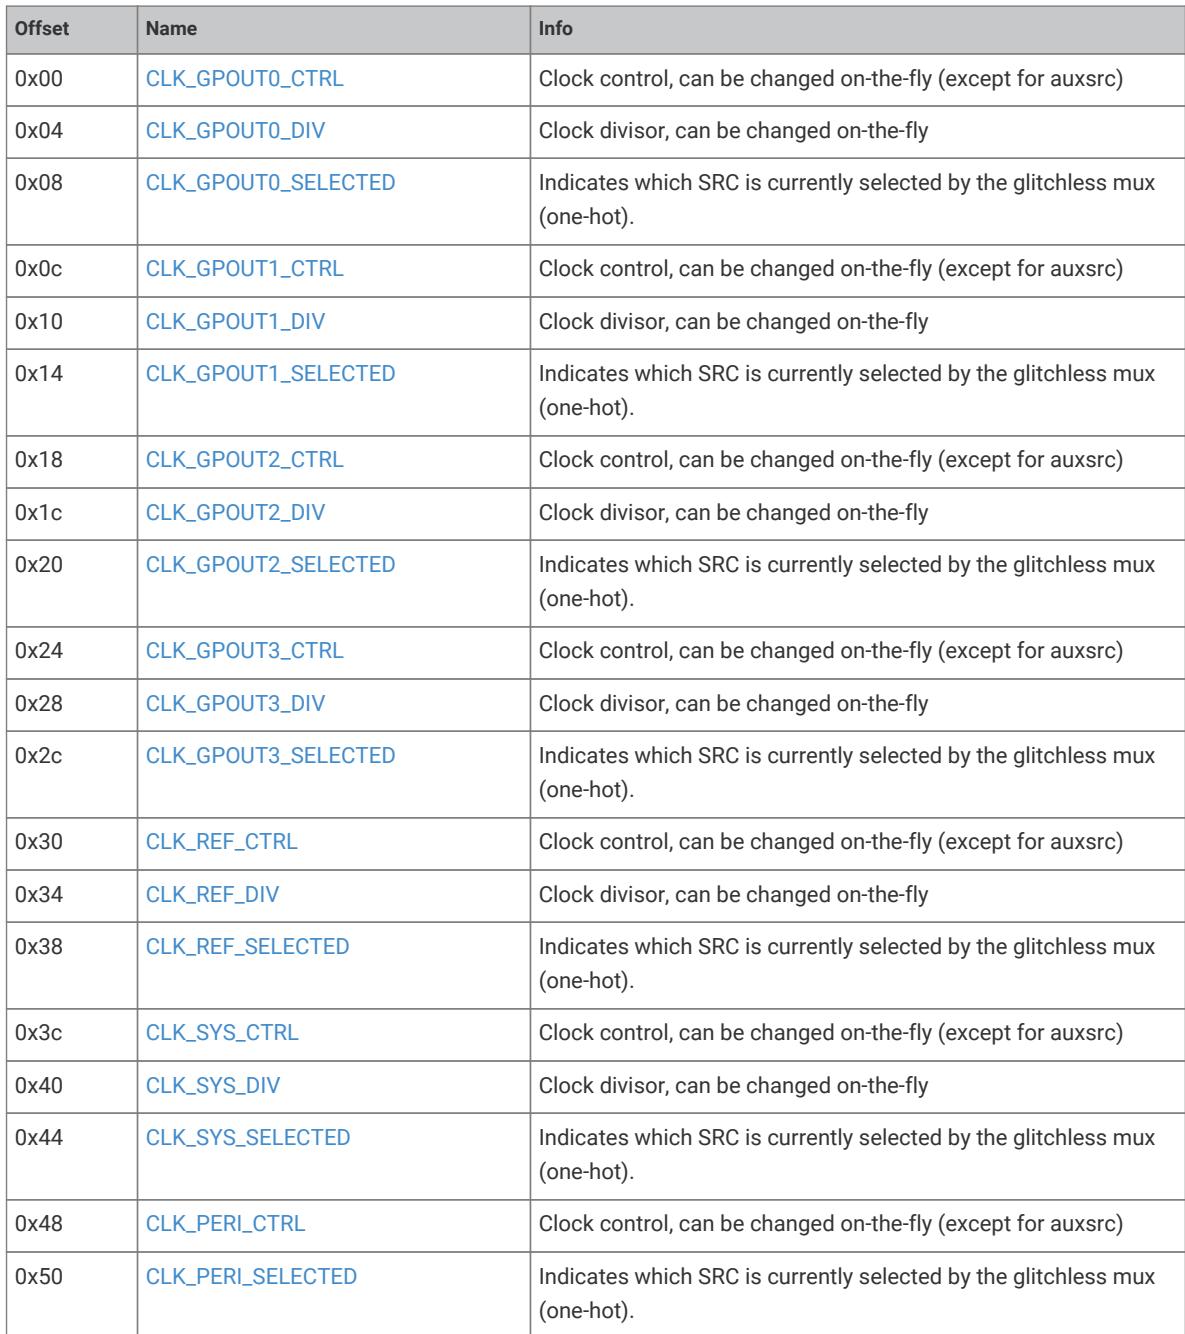 Offset Name Info
0x00 CLK_GPOUT0_CTRL Clock control, can be changed on-the-fly (except for auxsrc)
0x04 CLK_GPOUT0_DIV Clock divisor, can be changed on-the-fly
0x08 CLK_GPOUT0_SELECTED Indicates which SRC is currently selected by the glitchless mux
(one-hot).
0x0c CLK_GPOUT1_CTRL Clock control, can be changed on-the-fly (except for auxsrc)
0x10 CLK_GPOUT1_DIV Clock divisor, can be changed on-the-fly
0x14 CLK_GPOUT1_SELECTED Indicates which SRC is currently selected by the glitchless mux
(one-hot).
0x18 CLK_GPOUT2_CTRL Clock control, can be changed on-the-fly (except for auxsrc)
0x1c CLK_GPOUT2_DIV Clock divisor, can be changed on-the-fly
0x20 CLK_GPOUT2_SELECTED Indicates which SRC is currently selected by the glitchless mux
(one-hot).
0x24 CLK_GPOUT3_CTRL Clock control, can be changed on-the-fly (except for auxsrc)
0x28 CLK_GPOUT3_DIV Clock divisor, can be changed on-the-fly
0x2c CLK_GPOUT3_SELECTED Indicates which SRC is currently selected by the glitchless mux
(one-hot).
0x30 CLK_REF_CTRL Clock control, can be changed on-the-fly (except for auxsrc)
0x34 CLK_REF_DIV Clock divisor, can be changed on-the-fly
0x38 CLK_REF_SELECTED Indicates which SRC is currently selected by the glitchless mux
(one-hot).
0x3c CLK_SYS_CTRL Clock control, can be changed on-the-fly (except for auxsrc)
0x40 CLK_SYS_DIV Clock divisor, can be changed on-the-fly
0x44 CLK_SYS_SELECTED Indicates which SRC is currently selected by the glitchless mux
(one-hot).
0x48 CLK_PERI_CTRL Clock control, can be changed on-the-fly (except for auxsrc)
0x50 CLK_PERI_SELECTED Indicates which SRC is currently selected by the glitchless mux
(one-hot).